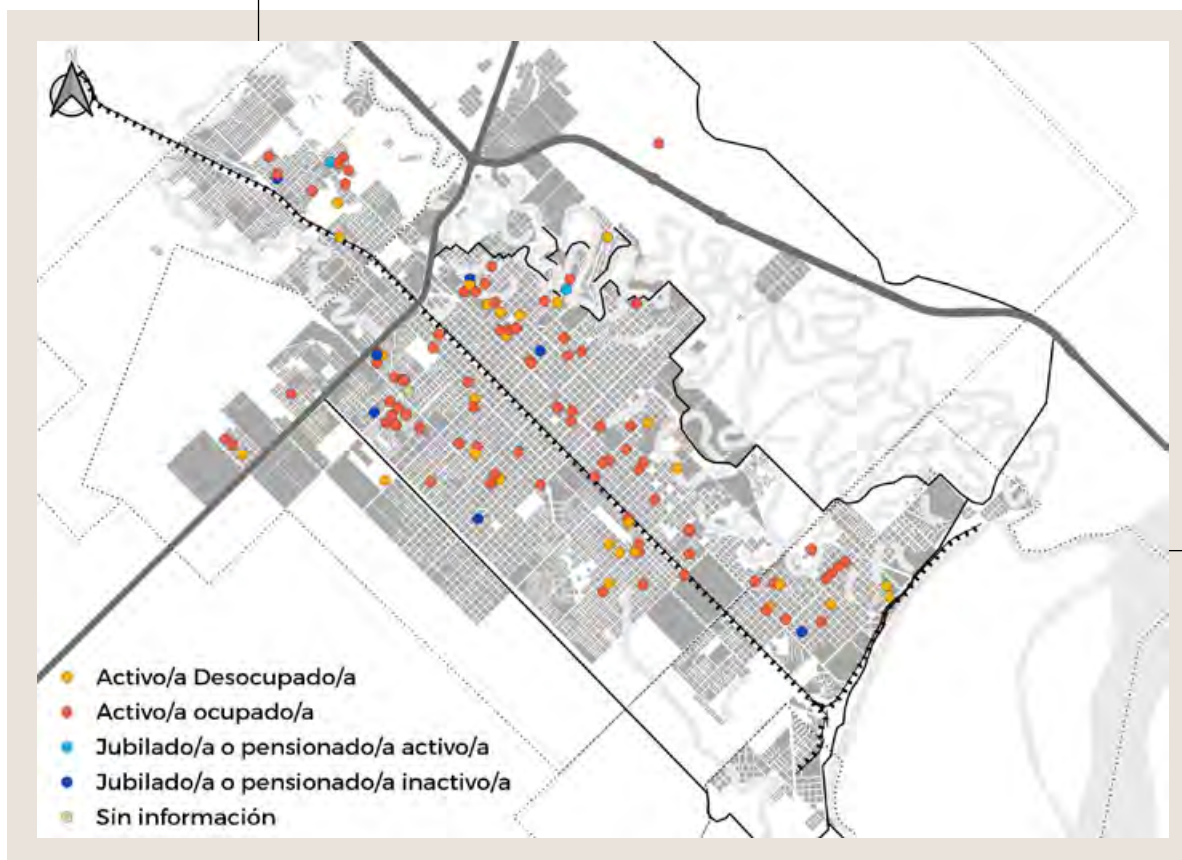 N
Activo/a Desocupado/a
Activo/a ocupado/a
Jubilado/a o pensionado/a activo/a
Jubilado/a o pensionado/a inactivo/a
Sin información